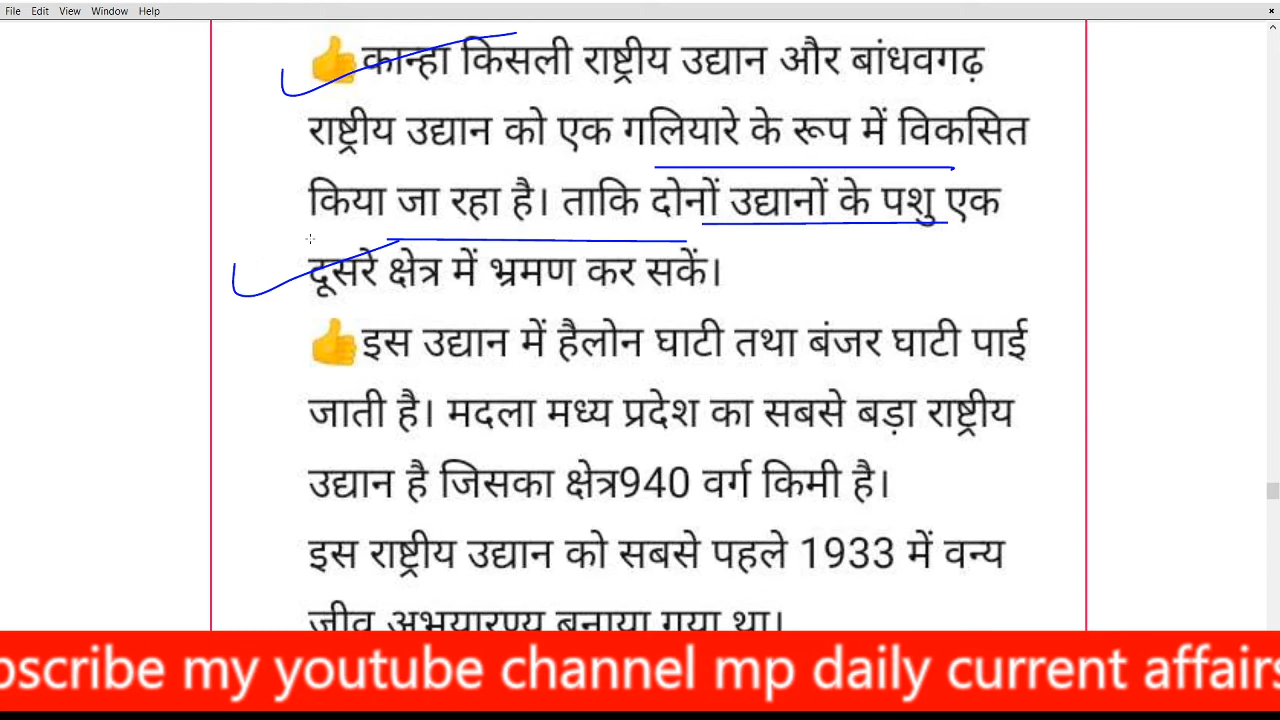 File Edit View Window Help
👍कान्हा किसली राष्ट्रीय उद्यान और बांधवगढ़
राष्ट्रीय उद्यान को एक गलियारे के रूप में विकसित
किया जा रहा है। ताकि दोनों उद्यानों के पशु एक
दूसरे क्षेत्र में भ्रमण कर सकें।
👍इस उद्यान में हैलोन घाटी तथा बंजर घाटी पाई
जाती है। मदला मध्य प्रदेश का सबसे बड़ा राष्ट्रीय
उद्यान है जिसका क्षेत्र940 वर्ग किमी है।
इस राष्ट्रीय उद्यान को सबसे पहले 1933 में वन्य
जीव अभयारण्य बनाया गया था।
bscribe my youtube channel mp daily current affairs